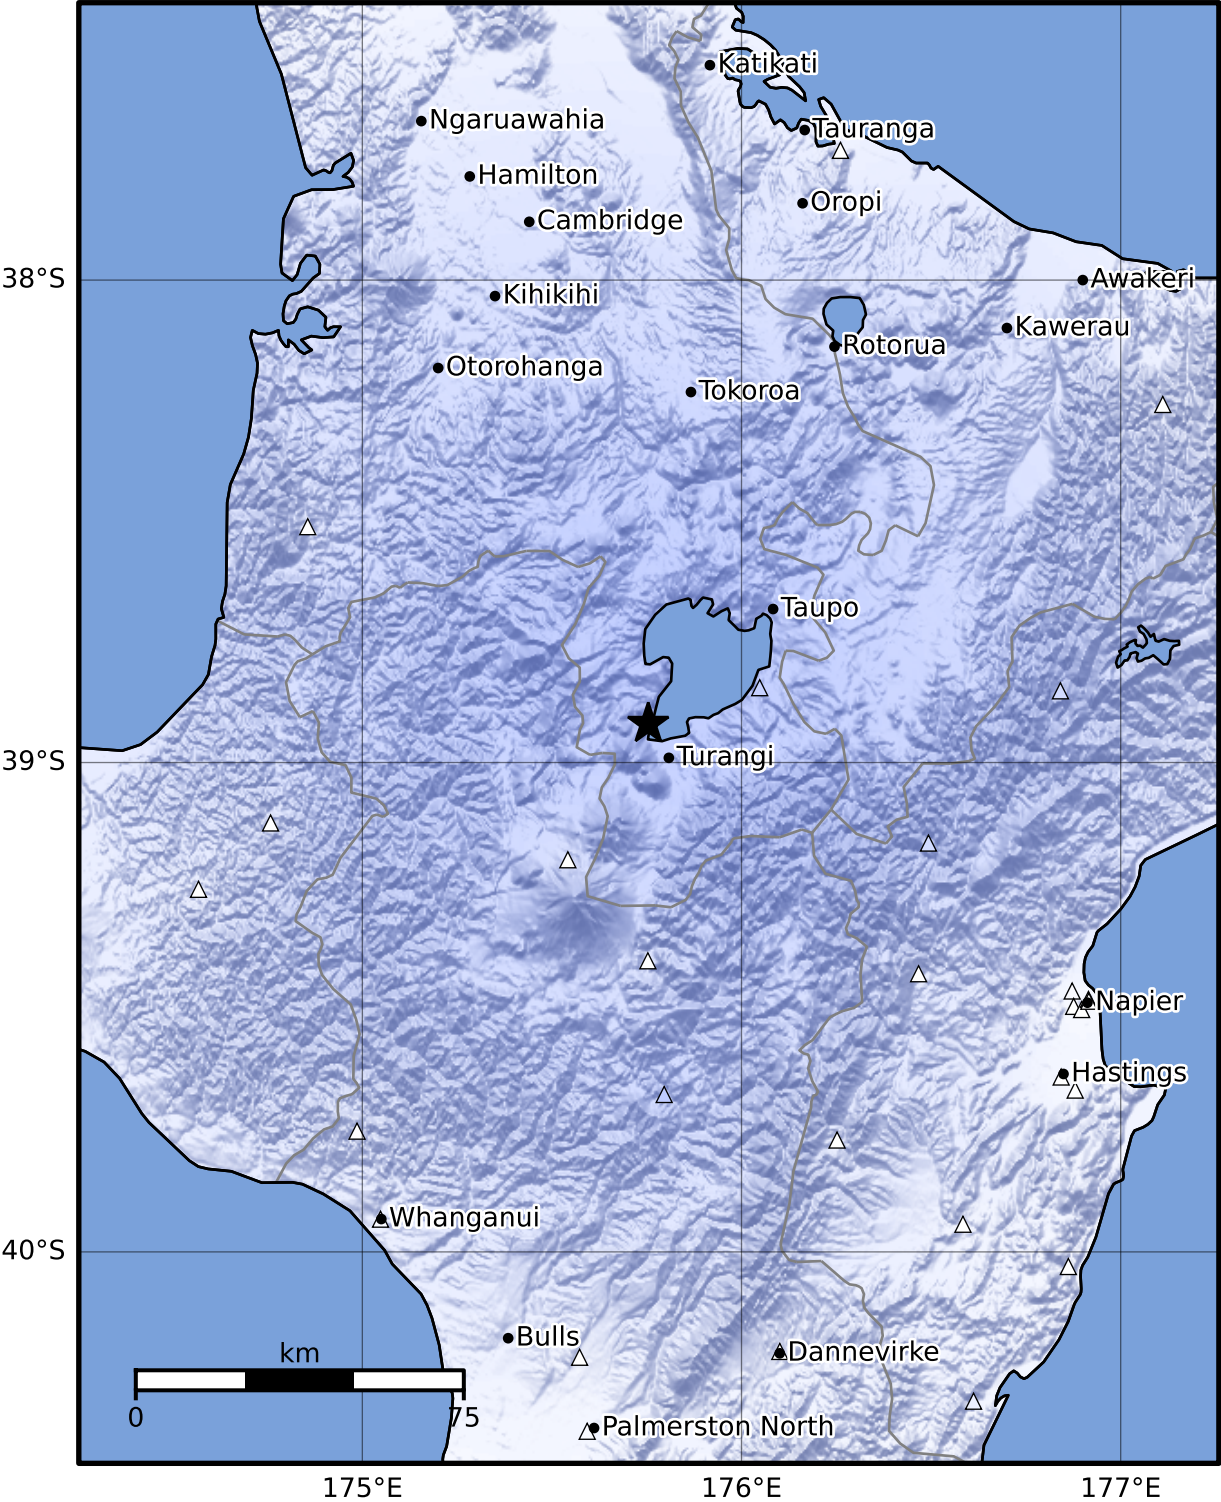 Katikati
Ngaruawahia
Tauranga
Hamilton
Oropi
Cambridge
38°S
Awakeri
Kihikihi
Kawerau
Rotorua
Otorohanga
Tokoroa
Taupo
39°S
Turangi
Napier
Hastings
Whanganui
40°S
Bulls
km
Dannevirke
0
75
Palmerston North
175°E
176°E
177°E